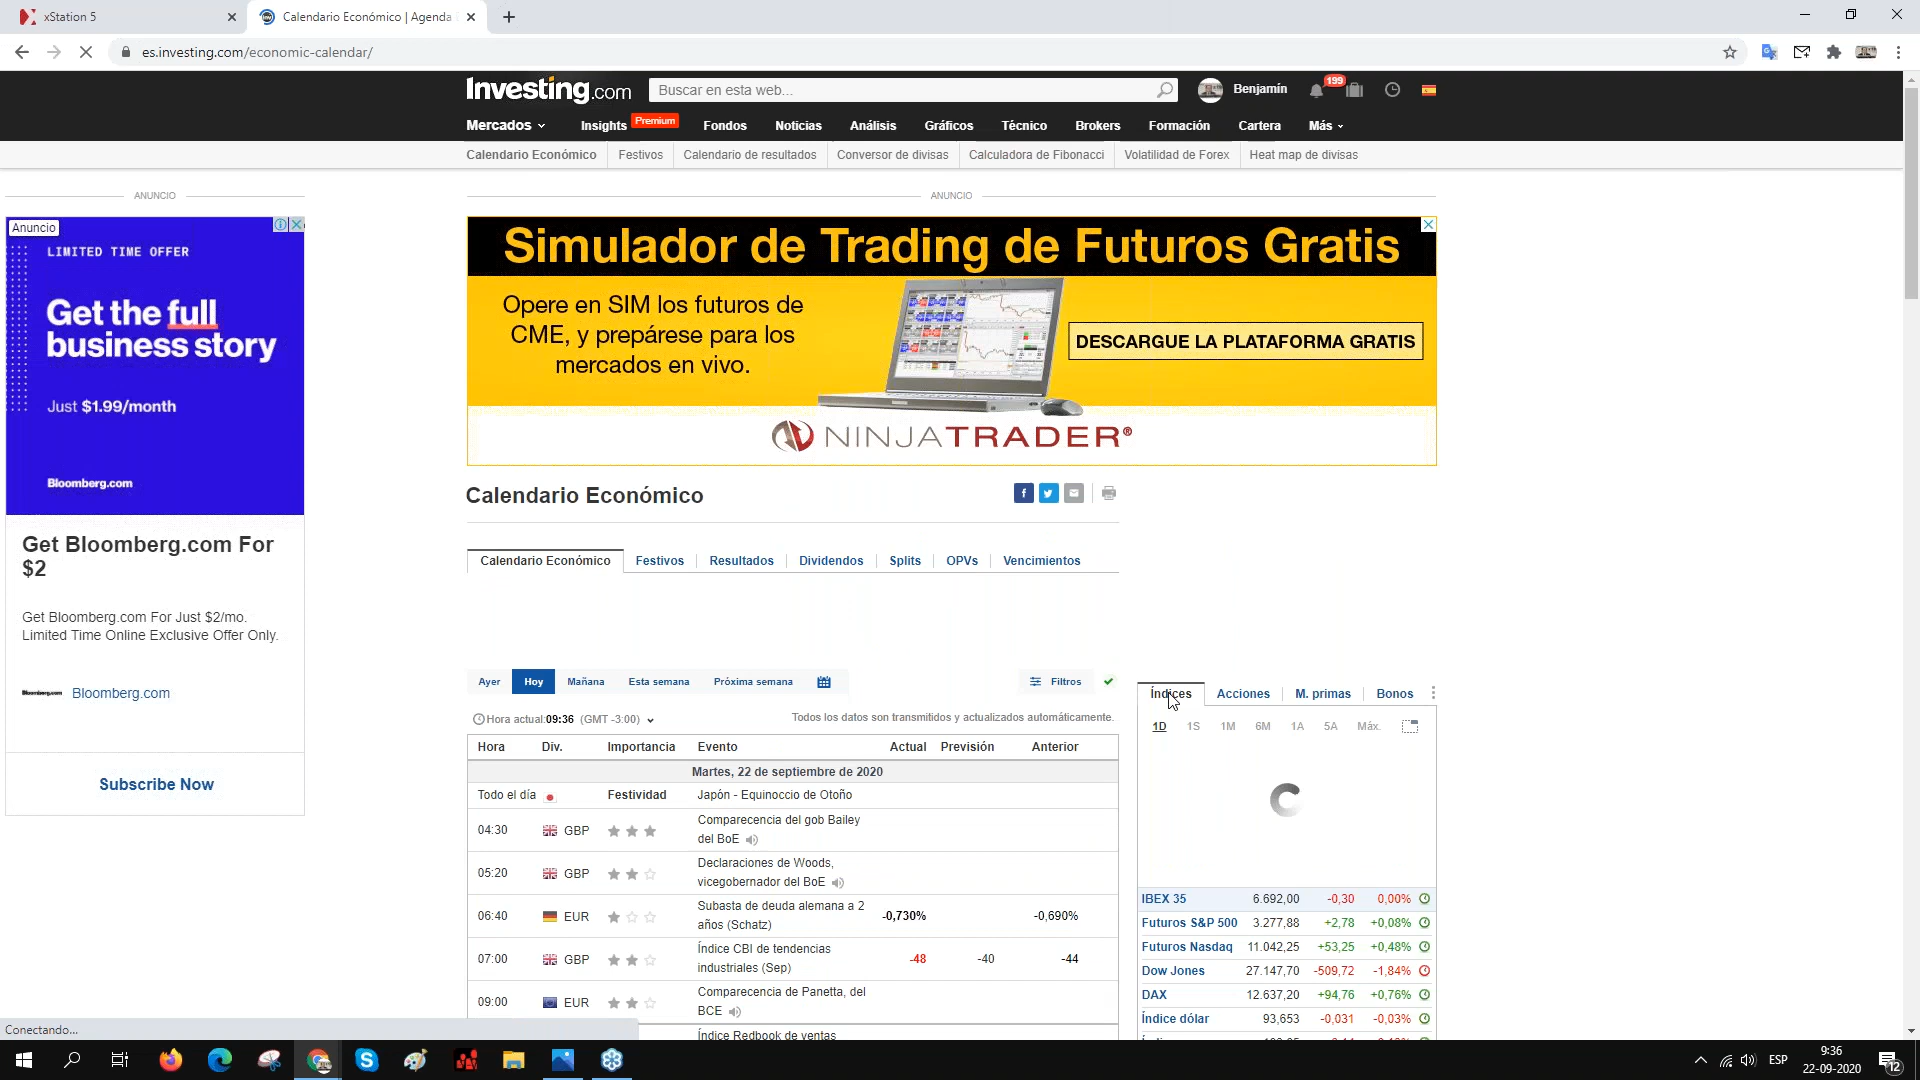 xStation 5
Calendario Económico | Agenda
es.investing.com/economic-calendar/
Investing.com
Buscar en esta web...
Benjamín
199
Mercados
Insights
Premium
Fondos
Noticias
Análisis
Gráficos
Técnico
Brokers
Formación
Cartera
Más
Calendario Económico
Festivos
Calendario de resultados
Conversor de divisas
Calculadora de Fibonacci
Volatilidad de Forex
Heat map de divisas
ANUNCIO
ANUNCIO
Anuncio
LIMITED TIME OFFER
Get the full
business story
Just $1.99/month
Bloomberg.com
Get Bloomberg.com For
$2
Get Bloomberg.com For Just $2/mo.
Limited Time Online Exclusive Offer Only.
Bloomberg.com
Bloomberg.com
Subscribe Now
Simulador de Trading de Futuros Gratis
Opere en SIM los futuros de
CME, y prepárese para los
mercados en vivo.
DESCARGUE LA PLATAFORMA GRATIS
NINJATRADER®
Calendario Económico
Calendario Económico
Festivos
Resultados
Dividendos
Splits
OPVs
Vencimientos
Ayer
Hoy
Mañana
Esta semana
Próxima semana
Filtros
Hora actual:09:36 (GMT -3:00)
Todos los datos son transmitidos y actualizados automáticamente.
Hora Div. Importancia Evento Actual Previsión Anterior
Martes, 22 de septiembre de 2020
Todo el día Festividad Japón - Equinoccio de Otoño
04:30 GBP Comparecencia del gob Bailey
del BoE
05:20 GBP Declaraciones de Woods,
vicegobernador del BoE
06:40 EUR Subasta de deuda alemana a 2
años (Schatz) -0,730% -0,690%
07:00 GBP Índice CBI de tendencias
industriales (Sep) -48 -40 -44
09:00 EUR Comparecencia de Panetta, del
BCE
Índice Redbook de ventas
Índices
Acciones
M. primas
Bonos
1D 1S 1M 6M 1A 5A Máx.
IBEX 35 6.692,00 -0,30 0,00%
Futuros S&P 500 3.277,88 +2,78 +0,08%
Futuros Nasdaq 11.042,25 +53,25 +0,48%
Dow Jones 27.147,70 -509,72 -1,84%
DAX 12.637,20 +94,76 +0,76%
Índice dólar 93,653 -0,031 -0,03%
Conectando...
ESP
9:36
22-09-2020
12